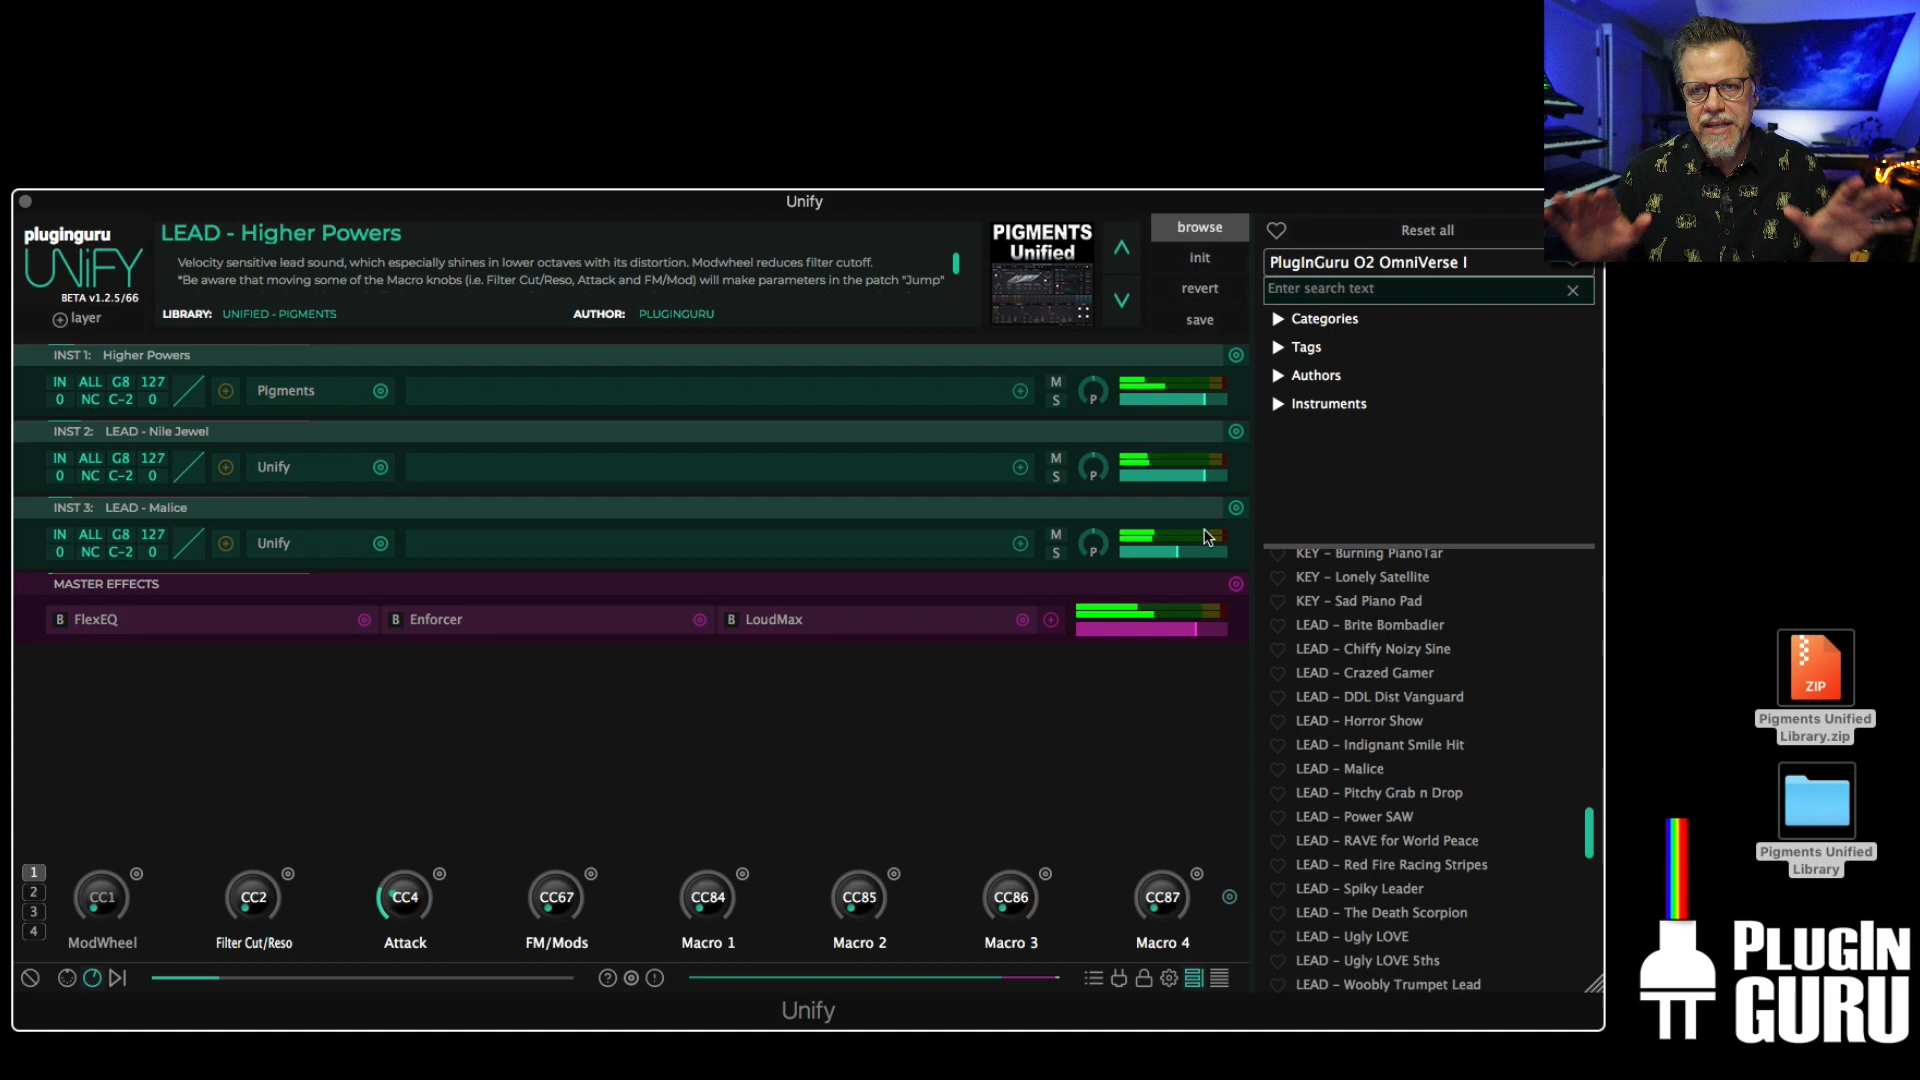 Unify
pluginguru
UNiFY
BETA v1.2.5/66
layer
LEAD - Higher Powers
Velocity sensitive lead sound, which especially shines in lower octaves with its distortion. Modwheel reduces filter cutoff.
*Be aware that moving some of the Macro knobs (i.e. Filter Cut/Reso, Attack and FM/Mod) will make parameters in the patch "Jump"
LIBRARY: UNIFIED - PIGMENTS
AUTHOR: PLUGINGURU
PIGMENTS
Unified
browse
init
revert
save
Reset all
PlugInGuru O2 OmniVerse I
Enter search text
Categories
Tags
Authors
Instruments
INST 1: Higher Powers
IN ALL G8 127
0 NC C-2 0
Pigments
M
S
P
INST 2: LEAD - Nile Jewel
IN ALL G8 127
0 NC C-2 0
Unify
M
S
P
INST 3: LEAD - Malice
IN ALL G8 127
0 NC C-2 0
Unify
M
S
P
MASTER EFFECTS
B FlexEQ
B Enforcer
B LoudMax
KEY - Burning PianoTar
KEY - Lonely Satellite
KEY - Sad Piano Pad
LEAD - Brite Bombadier
LEAD - Chiffy Noizy Sine
LEAD - Crazed Gamer
LEAD - DDL Dist Vanguard
LEAD - Horror Show
LEAD - Indignant Smile Hit
LEAD - Malice
LEAD - Pitchy Grab n Drop
LEAD - Power SAW
LEAD - RAVE for World Peace
LEAD - Red Fire Racing Stripes
LEAD - Spiky Leader
LEAD - The Death Scorpion
LEAD - Ugly LOVE
LEAD - Ugly LOVE 5ths
LEAD - Woobly Trumpet Lead
1
2
3
4
CC1
CC2
CC4
CC67
CC84
CC85
CC86
CC87
ModWheel
Filter Cut/Reso
Attack
FM/Mods
Macro 1
Macro 2
Macro 3
Macro 4
Unify
ZIP
Pigments Unified
Library.zip
Pigments Unified
Library
PLUGIN
GURU